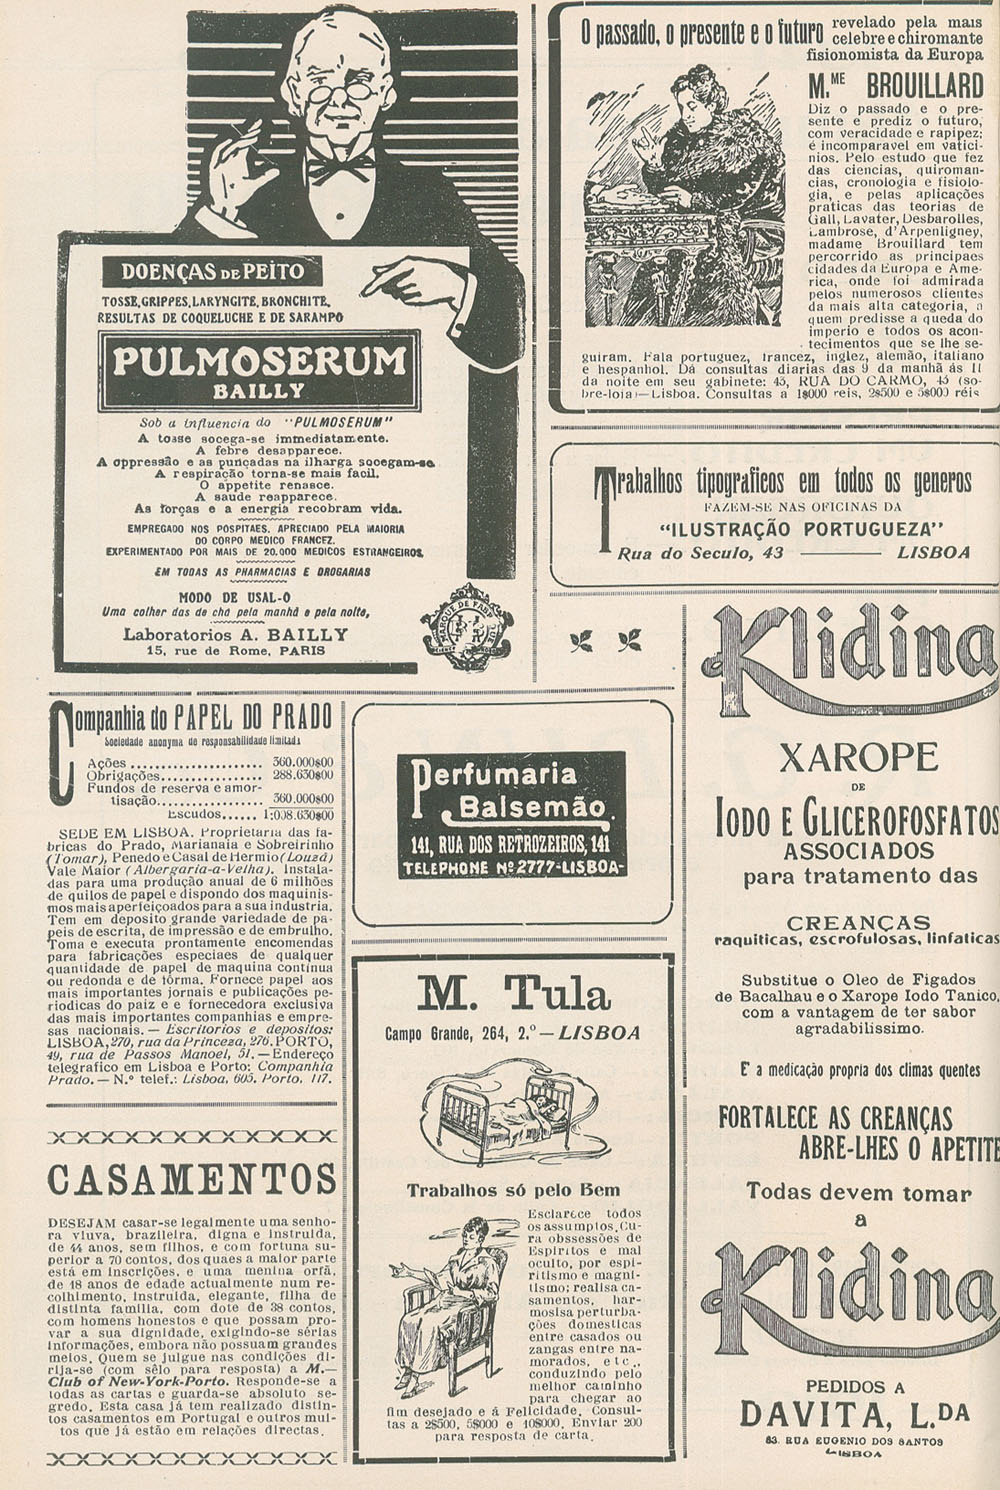 DOENÇAS DE PEITO
TOSSE, GRIPPES, LARYNGITE, BRONCHITE,
RESULTAS DE COQUELUCHE E DE SARAMPO
PULMOSERUM
BAILLY
Sob a influencia do "PULMOSERUM"
A tosse socega-se immediatamente.
A febre desapparece.
A oppressão e as punçadas na ilharga socegam-se
A respiração torna-se mais facil.
O appetite renasce.
A saude reapparece.
As forças e a energia recobram vida.
EMPREGADO NOS POSPITAES. APRECIADO PELA MAIORIA
DO CORPO MEDICO FRANCEZ.
EXPERIMENTADO POR MAIS DE 20.000 MEDICOS ESTRANGEIROS.
EM TODAS AS PHARMACIAS E DROGARIAS
MODO DE USAL-O
Uma colher das de chá pela manhã e pela noite,
Laboratorios A. BAILLY
15, rue de Rome, PARIS
MARQUE DE FABRIQUE
O passado, o presente e o futuro revelado pela mais
celebre e chiromante
fisionomista da Europa
M.ME BROUILLARD
Diz o passado e o pre-
sente e prediz o futuro,
com veracidade e rapipez;
é incomparavel em vatici-
nios. Pelo estudo que fez
das ciencias, quiroman-
cias, cronologia e fisiolo-
gia, e pelas aplicações
praticas das teorias de
Gall, Lavater, Desbarolles,
Lambrose, d'Arpenligney,
madame Brouillard tem
percorrido as principaes
cidades da Europa e Ame-
rica, onde foi admirada
pelos numerosos clientes
da mais alta categoria, a
quem predisse a queda do
imperio e todos os acon-
tecimentos que se lhe se-
guiram. Fala portuguez, francez, inglez, alemão, italiano
e hespanhol. Dá consultas diarias das 9 da manhã ás 11
da noite em seu gabinete: 43, RUA DO CARMO, 43 (so-
bre-loja)—Lisboa. Consultas a 1$000 reis, 2$500 e 5$000 réis
Trabalhos tipograficos em todos os generos
FAZEM-SE NAS OFICINAS DA
"ILUSTRAÇÃO PORTUGUEZA"
Rua do Seculo, 43 —— LISBOA
Companhia do PAPEL DO PRADO
Sociedade anonyma de responsabilidade limitada
Ações ...................... 360.000$00
Obrigações................. 288.630$00
Fundos de reserva e amor-
tisação.................. 360.000$00
Escudos...... 1:008.630$00
SEDE EM LISBOA. Proprietaria das fa-
bricas do Prado, Marianaia e Sobreirinho
(Tomar), Penedo e Casal de Hermio (Louzã)
Vale Maior (Albergaria-a-Velha). Instala-
das para uma produção anual de 6 milhões
de quilos de papel e dispondo dos maquinis-
mos mais aperfeiçoados para a sua industria.
Tem em deposito grande variedade de pa-
peis de escrita, de impressão e de embrulho.
Toma e executa prontamente encomendas
para fabricações especiaes de qualquer
quantidade de papel de maquina continua
ou redonda e de fôrma. Fornece papel aos
mais importantes jornais e publicações pe-
riodicas do paiz e é fornecedora exclusiva
das mais importantes companhias e empre-
sas nacionais. — Escritorios e depositos:
LISBOA, 270, rua da Princeza, 276. PORTO,
49, rua de Passos Manoel, 51. — Endereço
telegrafico em Lisboa e Porto: Companhia
Prado. — N.º telef.: Lisboa, 605. Porto, 117.
CASAMENTOS
DESEJAM casar-se legalmente uma senho-
ra viuva, brazileira, digna e instruida,
de 44 anos, sem filhos, e com fortuna su-
perior a 70 contos, dos quaes a maior parte
está em inscrições, e uma menina orfã,
de 18 anos de edade actualmente num re-
colhimento, instruida, elegante, filha de
distinta familia, com dote de 38 contos,
com homens honestos e que possam pro-
var a sua dignidade, exigindo-se sérias
informações, embora não possuam grandes
meios. Quem se julgue nas condições di-
rija-se (com sêlo para resposta) a M.—
Club of New-York-Porto. Responde-se a
todas as cartas e guarda-se absoluto se-
gredo. Esta casa já tem realizado distin-
tos casamentos em Portugal e outros mui-
tos que já estão em relações directas.
Perfumaria
Balsemão
141, RUA DOS RETROZEIROS, 141
TELEPHONE Nº 2777-LISBOA-
M. Tula
Campo Grande, 264, 2.º — LISBOA
Trabalhos só pelo Bem
Esclarece todos
os assumptos. Cu-
ra obssessões de
Espiritos e mal
oculto, por espi-
ritismo e magni-
tismo; realisa ca-
samentos, har-
monisa perturba-
ções domesticas
entre casados ou
zangas entre na-
morados, etc.,
conduzindo pelo
melhor caminho
para chegar ao
fim desejado e á Felicidade. Consul-
tas a 2$500, 5$000 e 10$000. Enviar 200
para resposta de carta.
Klidina
XAROPE
DE
IODO E GLICEROFOSFATOS
ASSOCIADOS
para tratamento das
CREANÇAS
raquiticas, escrofulosas, linfaticas
Substitue o Oleo de Figados
de Bacalhau e o Xarope Iodo Tanico,
com a vantagem de ter sabor
agradabilissimo.
E' a medicação propria dos climas quentes
FORTALECE AS CREANÇAS
ABRE-LHES O APETITE
Todas devem tomar
a
Klidina
PEDIDOS A
DAVITA, L.DA
83. RUA EUGENIO DOS SANTOS
LISBOA